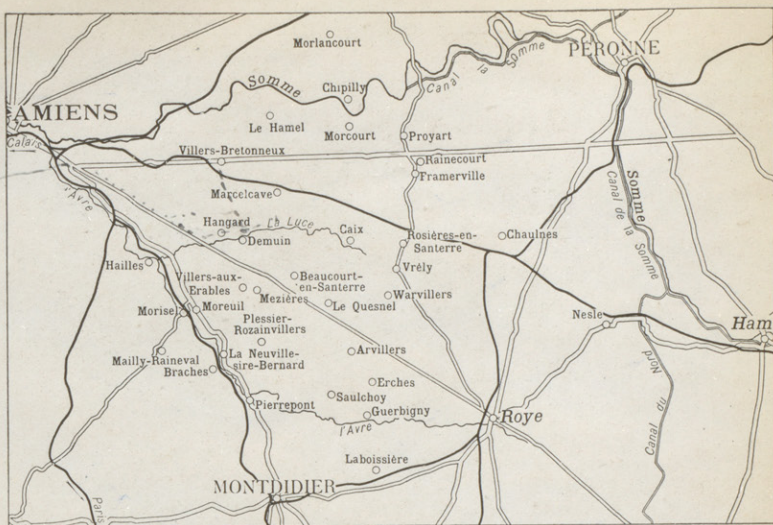 Morlancourt
PÉRONNE
Somme
Chipilly
Canal de la Somme
AMIENS
Le Hamel
Morcourt
Proyart
Calais
Villers-Bretonneux
Rainecourt
Framerville
Somme
Canal de la Somme
l'Avre
Marcelcave
Hangard
La Luce
Demuin
Caix
Rosières-en-
Santerre
Chaulnes
Hailles
Villers-aux-
Erables
Beaucourt
-en-Santerre
Vrély
Mezières
Warvillers
Morisel
Moreuil
Le Quesnel
Nesle
Ham
Plessier-
Rozainvillers
Mailly-Raineval
La Neuville-
sire-Bernard
Arvillers
Braches
Erches
Saulchoy
Canal du Nord
Pierrepont
Guerbigny
Roye
l'Avre
Laboissière
MONTDIDIER
Paris